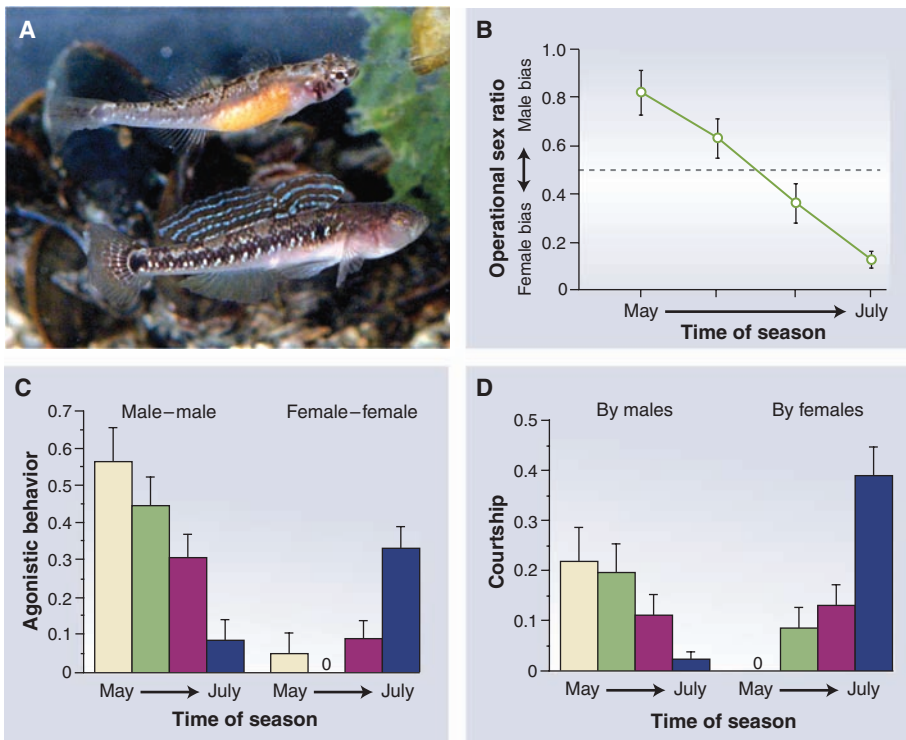 A
B
Operational sex ratio
Female bias
Male bias
1.0
0.8
0.6
0.4
0.2
0
May
July
Time of season
C
Agonistic behavior
0.7
0.6
0.5
0.4
0.3
0.2
0.1
0
Male–male
Female–female
0
May
July
May
July
Time of season
D
Courtship
0.5
0.4
0.3
0.2
0.1
0
By males
By females
0
May
July
May
July
Time of season